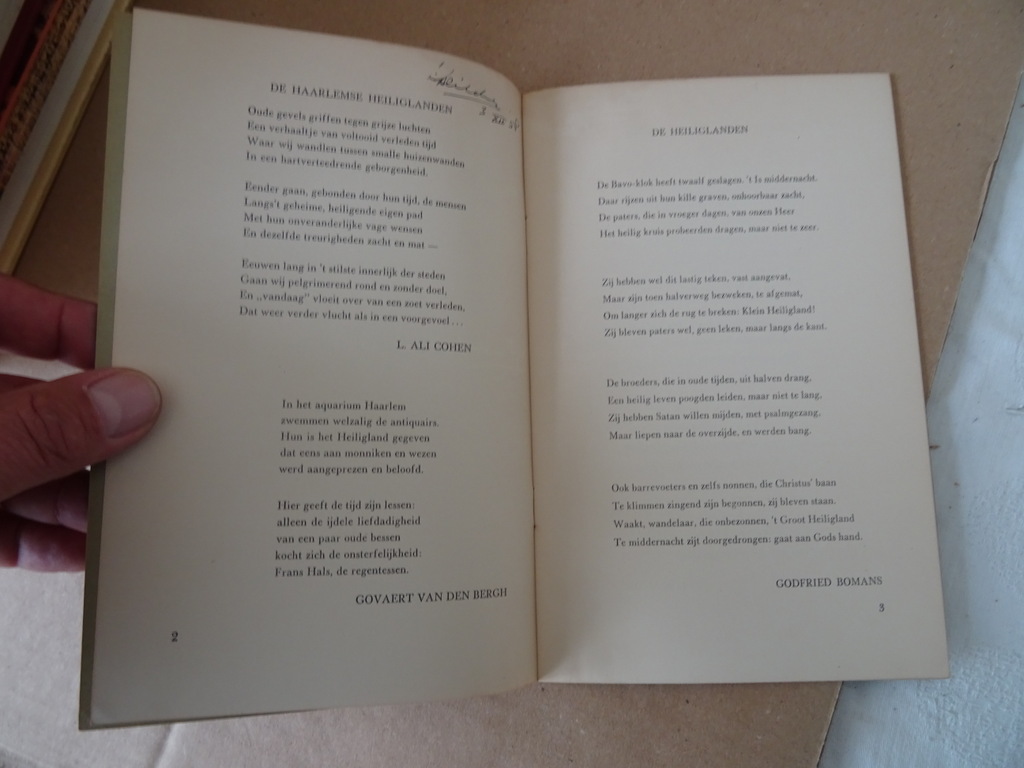 DE HAARLEMSE HEILIGLANDEN
Oude gevels griffen tegen grijze luchten
Een verhaaltje van voltooid verleden tijd
Waar wij wandlen tussen smalle huizenwanden
In een hartverteedrende geborgenheid.
Eender gaan, gebonden door hun tijd, de mensen
Langs't geheime, heiligende eigen pad
Met hun onveranderlijke vage wensen
En dezelfde treurigheden zacht en mat —
Eeuwen lang in 't stilste innerlijk der steden
Gaan wij pelgrimerend rond en zonder doel,
En „vandaag” vloeit over van een zoet verleden,
Dat weer verder vlucht als in een voorgevoel...
L. ALI COHEN
In het aquarium Haarlem
zwemmen welzalig de antiquairs.
Hun is het Heiligland gegeven
dat eens aan monniken en wezen
werd aangeprezen en beloofd.
Hier geeft de tijd zijn lessen:
alleen de ijdele liefdadigheid
van een paar oude bessen
kocht zich de onsterfelijkheid:
Frans Hals, de regentessen.
GOVAERT VAN DEN BERGH
2
DE HEILIGLANDEN
De Bavo-klok heeft twaalf geslagen. 't Is middernacht.
Daar rijzen uit hun kille graven, onhoorbaar zacht,
De paters, die in vroeger dagen, van onzen Heer
Het heilig kruis probeerden dragen, maar niet te zeer.
Zij hebben wel dit lastig teken, vast aangevat,
Maar zijn toen halverweg bezweken, te afgemat,
Om langer zich de rug te breken: Klein Heiligland!
Zij bleven paters wel, geen leken, maar langs de kant.
De broeders, die in oude tijden, uit halven drang,
Een heilig leven poogden leiden, maar niet te lang,
Zij hebben Satan willen mijden, met psalmgezang,
Maar liepen naar de overzijde, en werden bang.
Ook barrevoeters en zelfs nonnen, die Christus' baan
Te klimmen zingend zijn begonnen, zij bleven staan.
Waakt, wandelaar, die onbezonnen, 't Groot Heiligland
Te middernacht zijt doorgedrongen: gaat aan Gods hand.
GODFRIED BOMANS
3